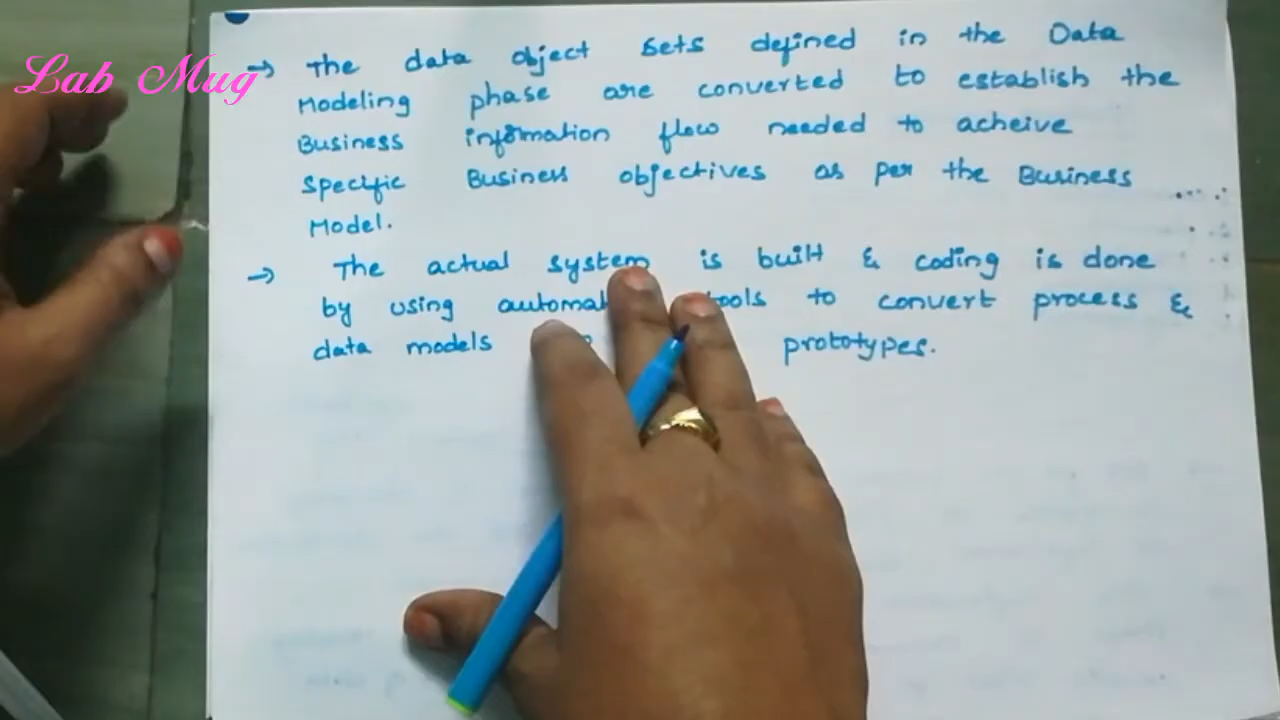 Lab Mug
→ The data object sets defined in the Data
Modeling phase are converted to establish the
Business information flow needed to acheive
specific Business objectives as per the Business
Model.
→ The actual system is built & coding is done
by using tools to convert process &
data models prototypes.